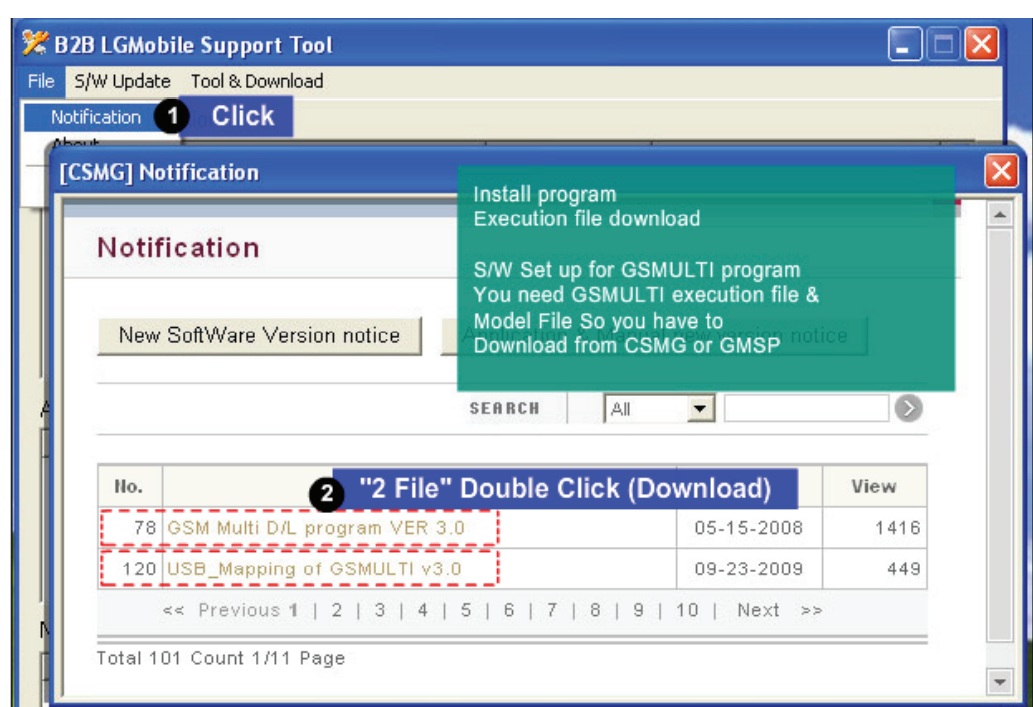 B2B LGMobile Support Tool
File S/W Update Tool & Download
Notification 1 Click
About
[CSMG] Notification
Install program
Execution file download
Notification
S/W Set up for GSMULTI program
You need GSMULTI execution file &
Model File So you have to
Download from CSMG or GMSP
New SoftWare Version notice
SEARCH All
No. 2 "2 File" Double Click (Download) View
78 GSM Multi D/L program VER 3.0 05-15-2008 1416
120 USB_Mapping of GSMULTI v3.0 09-23-2009 449
<< Previous 1 | 2 | 3 | 4 | 5 | 6 | 7 | 8 | 9 | 10 | Next >>
Total 101 Count 1/11 Page